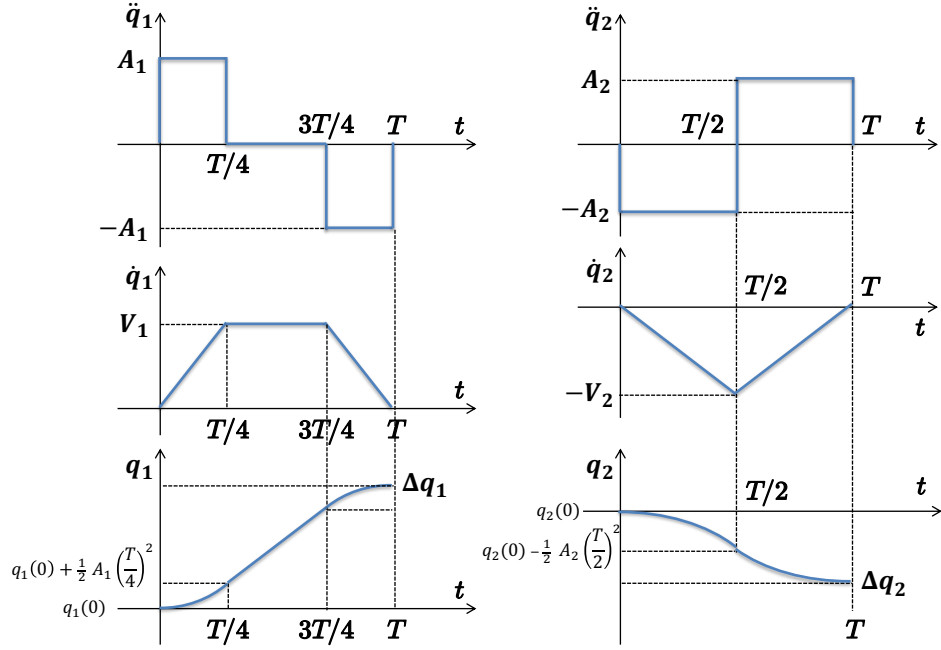 q̈₁
A₁
3T/4
T
t
T/4
−A₁
q̇₁
V₁
t
T/4
3T/4
T
q₁
Δq₁
q₁(0) + ½ A₁ (T/4)²
q₁(0)
t
T/4
3T/4
T
q̈₂
A₂
T/2
T
t
−A₂
q̇₂
T/2
T
t
−V₂
q₂
T/2
t
q₂(0)
q₂(0) − ½ A₂ (T/2)²
Δq₂
T